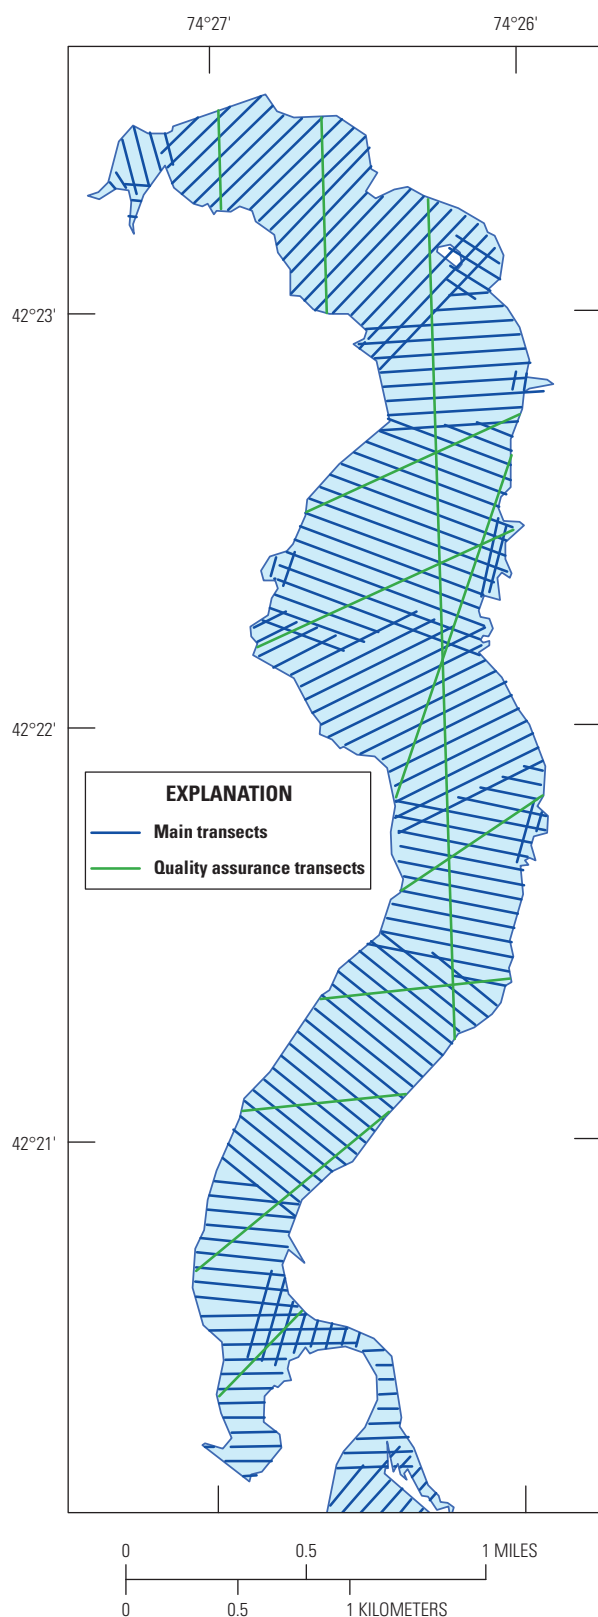 74°27'
74°26'
42°23'
42°22'
EXPLANATION
Main transects
Quality assurance transects
42°21'
0
0.5
1 MILES
0
0.5
1 KILOMETERS